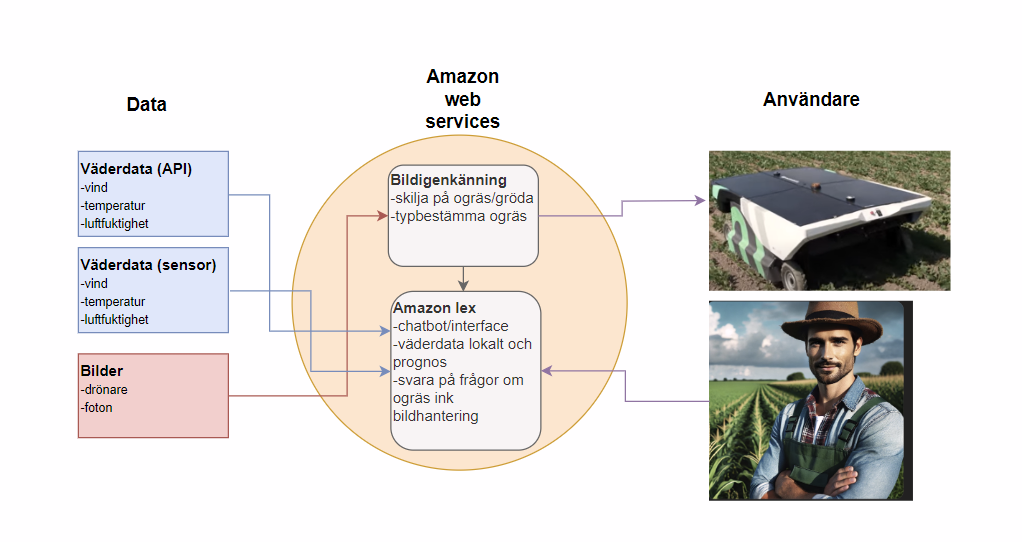 Data
Amazon
web
services
Användare
Väderdata (API)
-vind
-temperatur
-luftfuktighet
Väderdata (sensor)
-vind
-temperatur
-luftfuktighet
Bilder
-drönare
-foton
Bildigenkänning
-skilja på ogräs/gröda
-typbestämma ogräs
Amazon lex
-chatbot/interface
-väderdata lokalt och
prognos
-svara på frågor om
ogräs ink
bildhantering